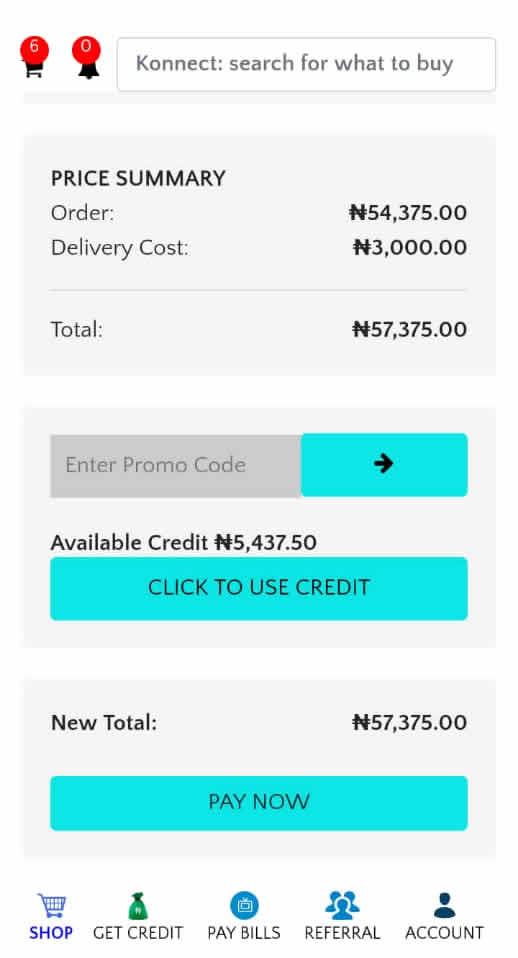 6
0
Konnect: search for what to buy
PRICE SUMMARY
Order: ₦54,375.00
Delivery Cost: ₦3,000.00
Total: ₦57,375.00
Enter Promo Code
Available Credit ₦5,437.50
CLICK TO USE CREDIT
New Total: ₦57,375.00
PAY NOW
SHOP GET CREDIT PAY BILLS REFERRAL ACCOUNT